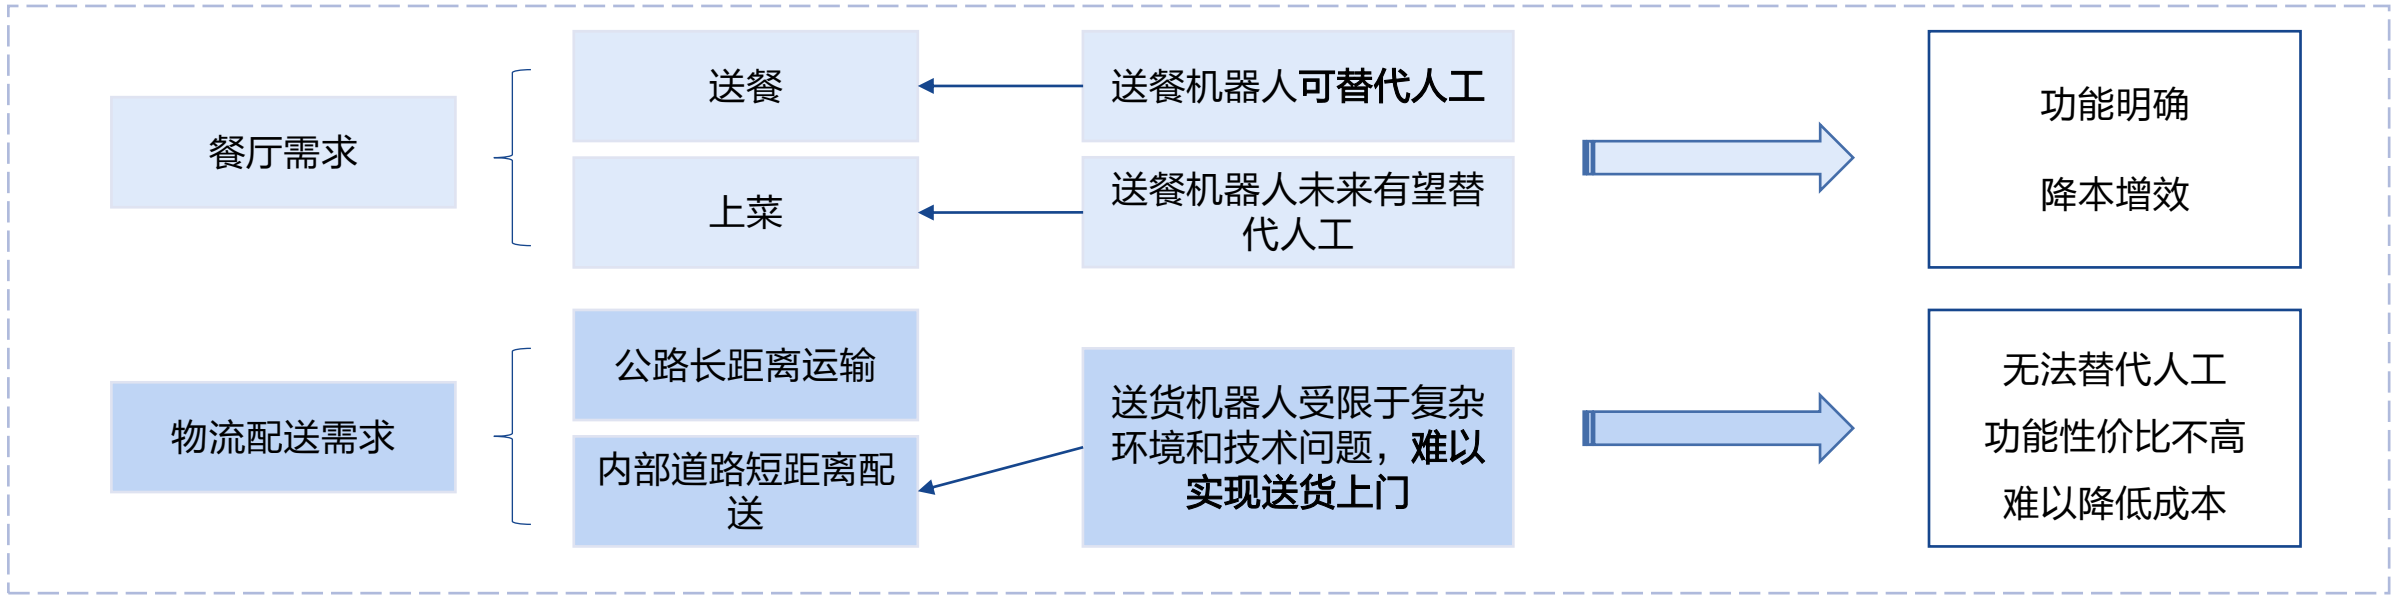 餐厅需求
送餐
上菜
送餐机器人可替代人工
送餐机器人未来有望替
代人工
功能明确
降本增效
物流配送需求
公路长距离运输
内部道路短距离配
送
送货机器人受限于复杂
环境和技术问题，难以
实现送货上门
无法替代人工
功能性价比不高
难以降低成本